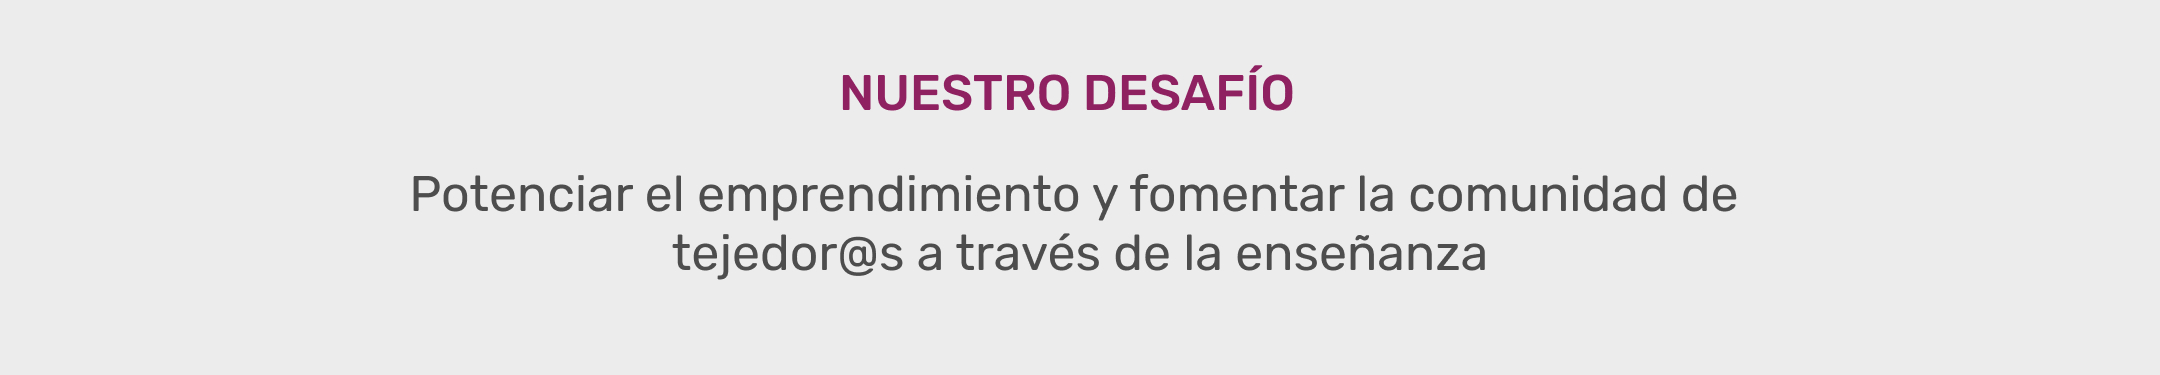 NUESTRO DESAFÍO
Potenciar el emprendimiento y fomentar la comunidad de
tejedor@s a través de la enseñanza